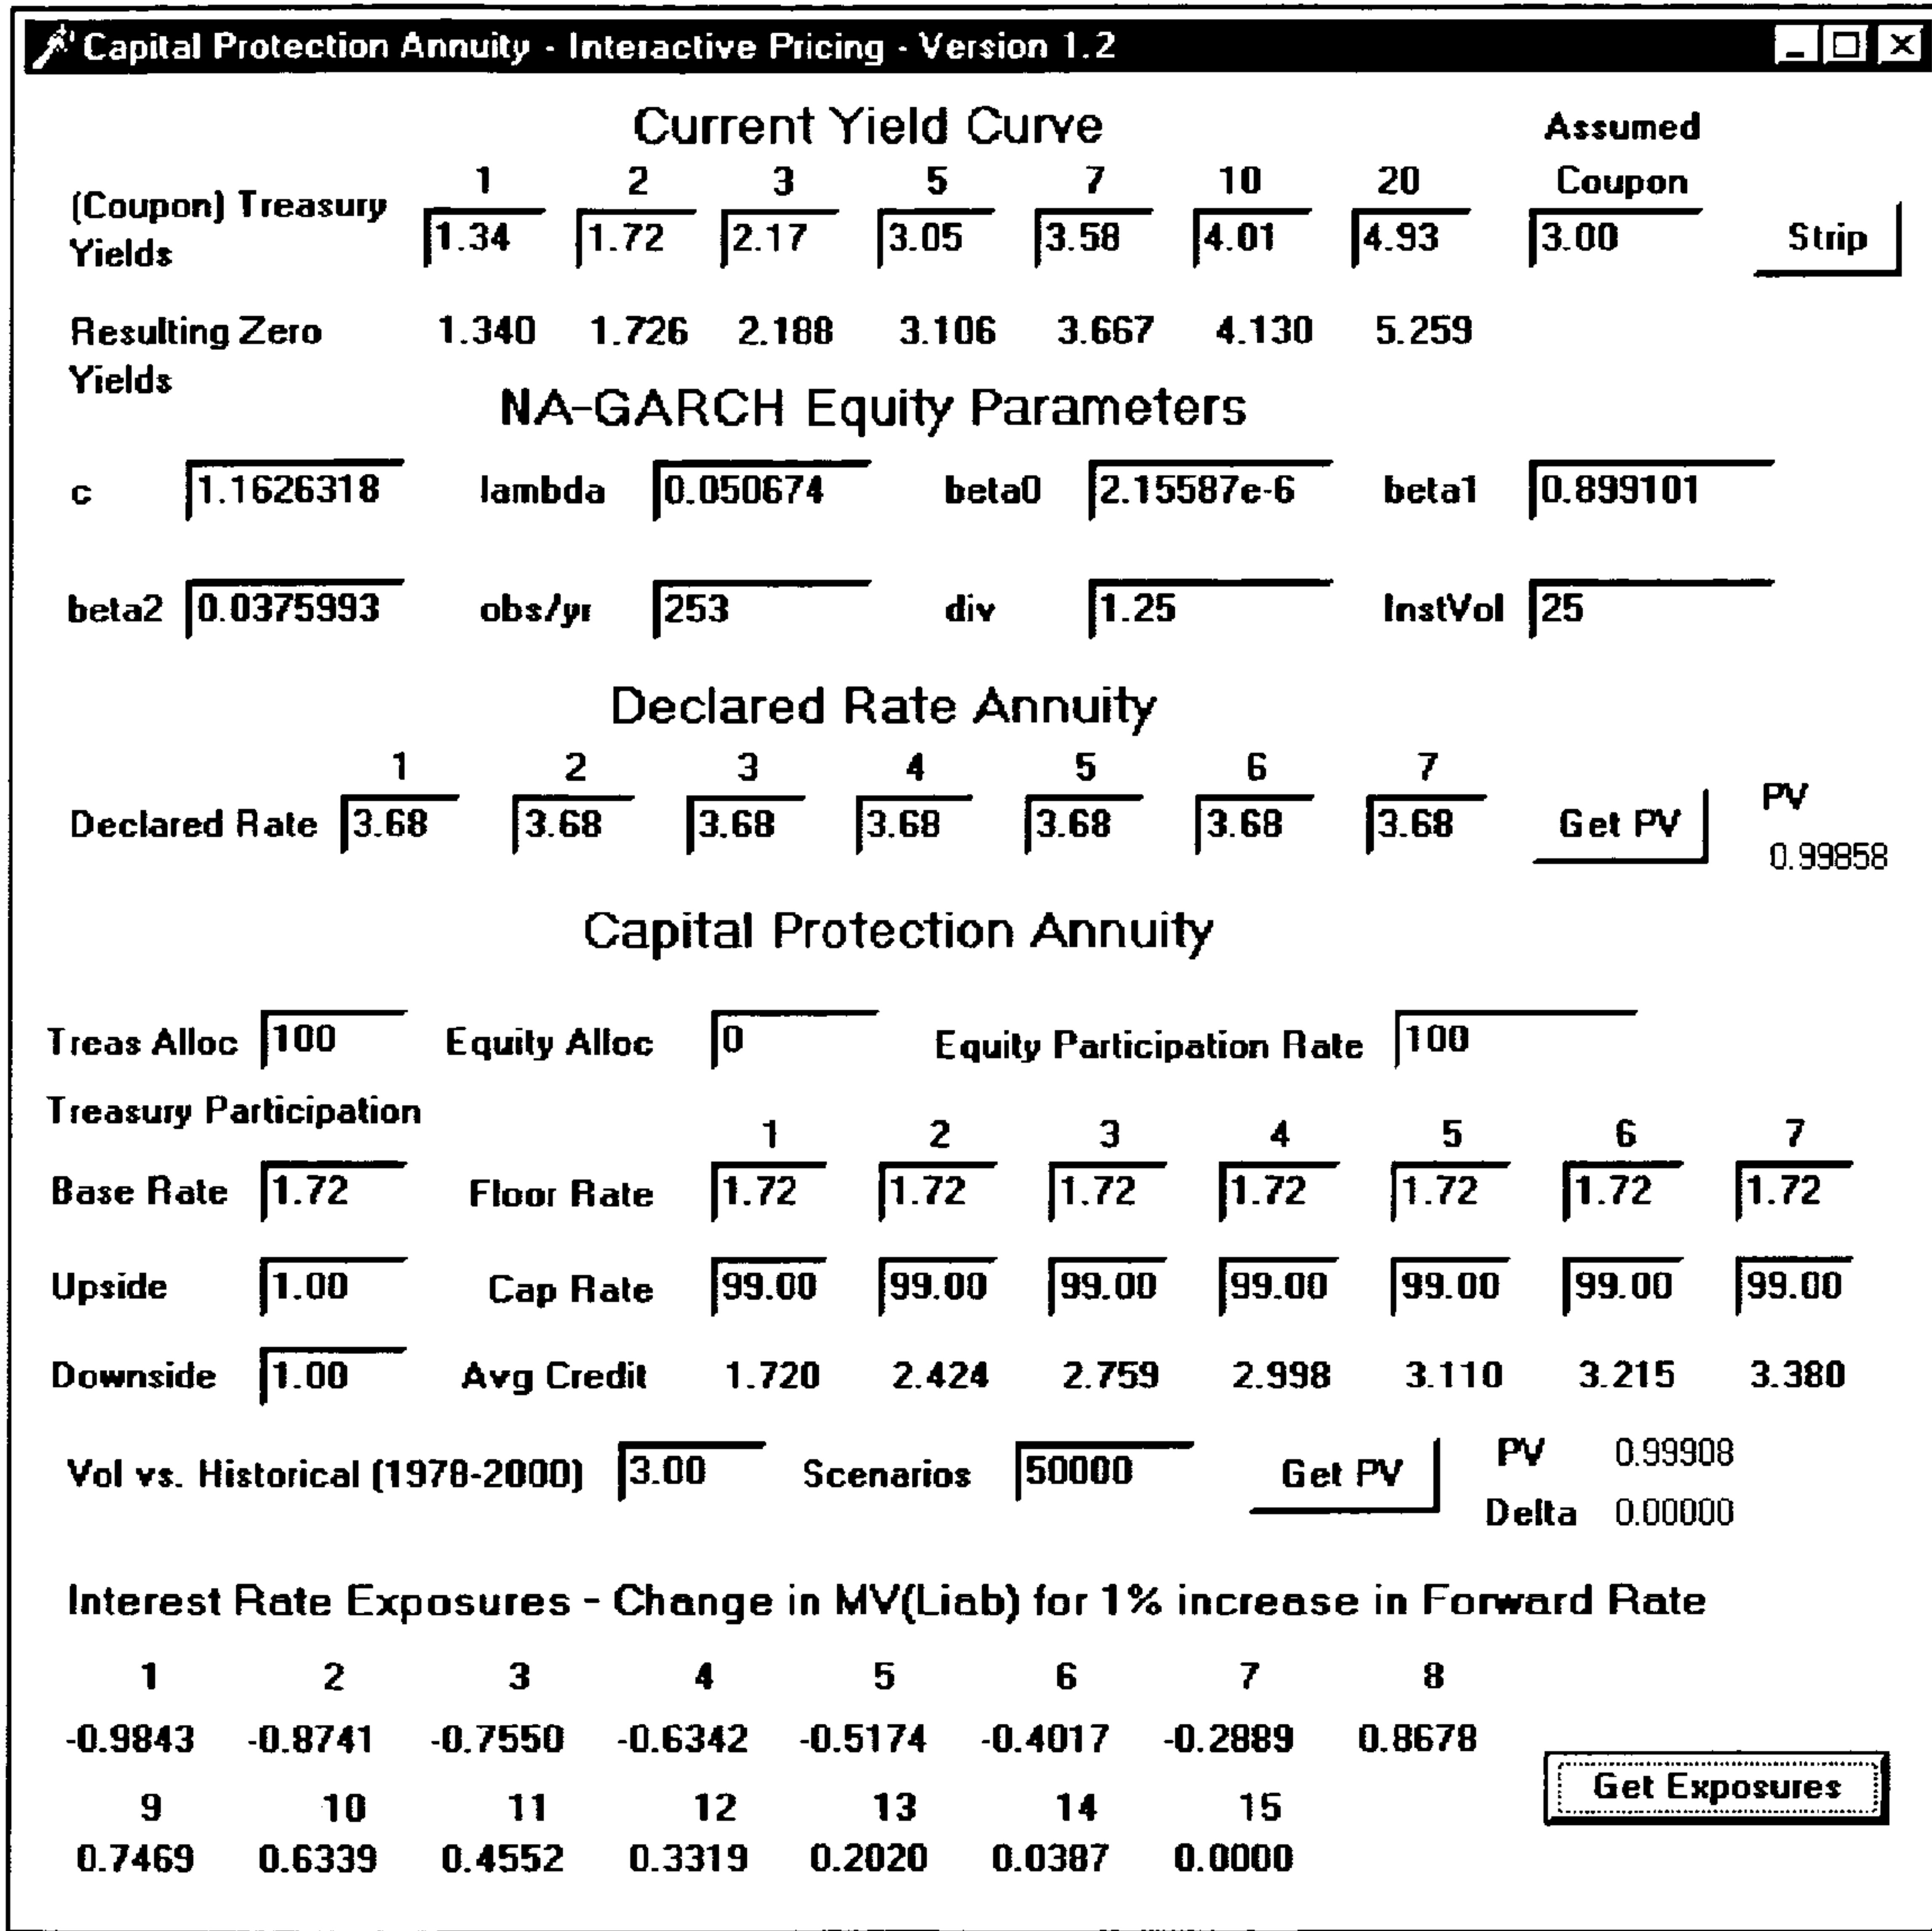 Capital Protection Annuity - Interactive Pricing - Version 1.2
Current Yield Curve Assumed
1 2 3 5 7 10 20 Coupon
(Coupon) Treasury Yields 1.34 1.72 2.17 3.05 3.58 4.01 4.93 3.00 Strip
Resulting Zero Yields 1.340 1.726 2.188 3.106 3.667 4.130 5.259
NA-GARCH Equity Parameters
c 1.1626318 lambda 0.050674 beta0 2.15587e-6 beta1 0.899101
beta2 0.0375993 obs/yr 253 div 1.25 InstVol 25
Declared Rate Annuity
1 2 3 4 5 6 7 PV
Declared Rate 3.68 3.68 3.68 3.68 3.68 3.68 3.68 Get PV 0.99858
Capital Protection Annuity
Treas Alloc 100 Equity Alloc 0 Equity Participation Rate 100
Treasury Participation
1 2 3 4 5 6 7
Base Rate 1.72 Floor Rate 1.72 1.72 1.72 1.72 1.72 1.72 1.72
Upside 1.00 Cap Rate 99.00 99.00 99.00 99.00 99.00 99.00 99.00
Downside 1.00 Avg Credit 1.720 2.424 2.759 2.998 3.110 3.215 3.380
Vol vs. Historical (1978-2000) 3.00 Scenarios 50000 Get PV PV 0.99908
Delta 0.00000
Interest Rate Exposures - Change in MV(Liab) for 1% increase in Forward Rate
1 2 3 4 5 6 7 8
-0.9843 -0.8741 -0.7550 -0.6342 -0.5174 -0.4017 -0.2889 0.8678
Get Exposures
9 10 11 12 13 14 15
0.7469 0.6339 0.4552 0.3319 0.2020 0.0387 0.0000